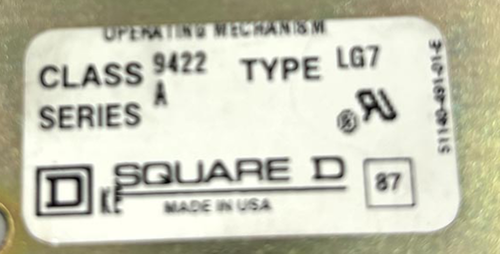 OPERATING MECHANISM
CLASS 9422 TYPE LG7
SERIES A
51140-491-01-E
D SQUARE D 87
MADE IN USA